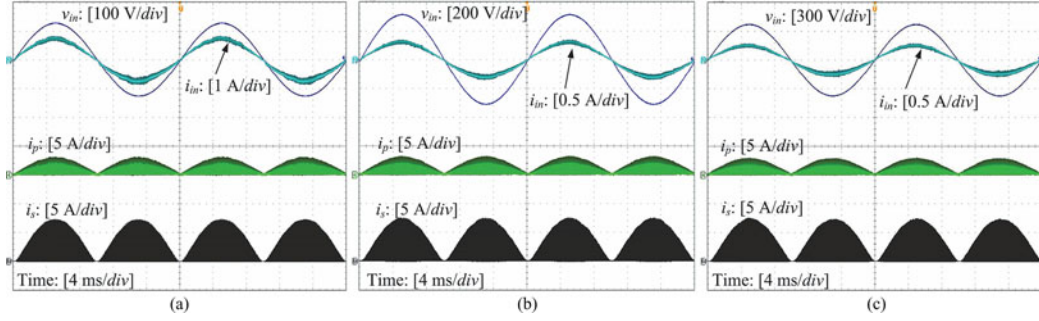 v_in: [100 V/div]
i_in: [1 A/div]
i_p: [5 A/div]
i_s: [5 A/div]
Time: [4 ms/div]
(a)
v_in: [200 V/div]
i_in: [0.5 A/div]
i_p: [5 A/div]
i_s: [5 A/div]
Time: [4 ms/div]
(b)
v_in: [300 V/div]
i_in: [0.5 A/div]
i_p: [5 A/div]
i_s: [5 A/div]
Time: [4 ms/div]
(c)